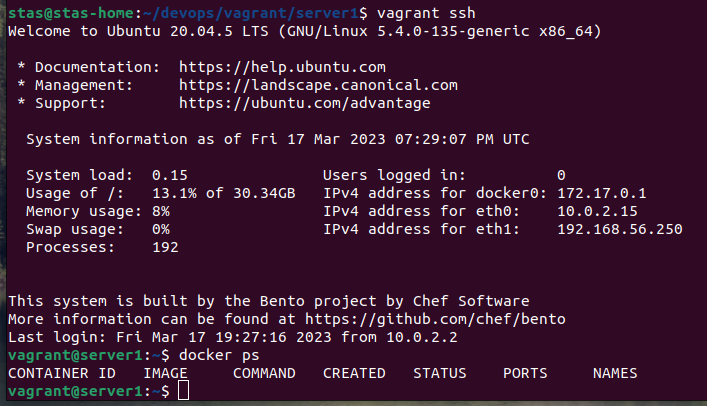 stas@stas-home:~/devops/vagrant/server1$ vagrant ssh
Welcome to Ubuntu 20.04.5 LTS (GNU/Linux 5.4.0-135-generic x86_64)
* Documentation:  https://help.ubuntu.com
* Management:     https://landscape.canonical.com
* Support:        https://ubuntu.com/advantage
System information as of Fri 17 Mar 2023 07:29:07 PM UTC
System load:  0.15               Users logged in:          0
Usage of /:   13.1% of 30.34GB   IPv4 address for docker0: 172.17.0.1
Memory usage: 8%                 IPv4 address for eth0:    10.0.2.15
Swap usage:   0%                 IPv4 address for eth1:    192.168.56.250
Processes:    192
This system is built by the Bento project by Chef Software
More information can be found at https://github.com/chef/bento
Last login: Fri Mar 17 19:27:16 2023 from 10.0.2.2
vagrant@server1:~$ docker ps
CONTAINER ID   IMAGE     COMMAND   CREATED   STATUS    PORTS     NAMES
vagrant@server1:~$